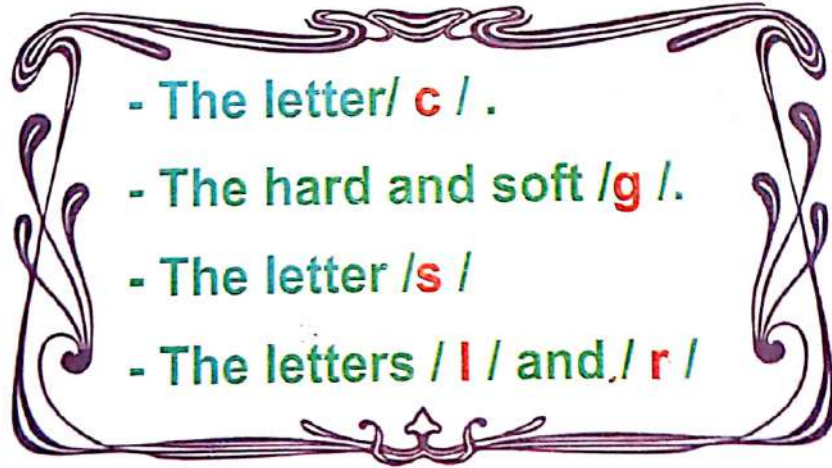 - The letter/ c / .
- The hard and soft /g /.
- The letter /s /
- The letters / l / and / r /